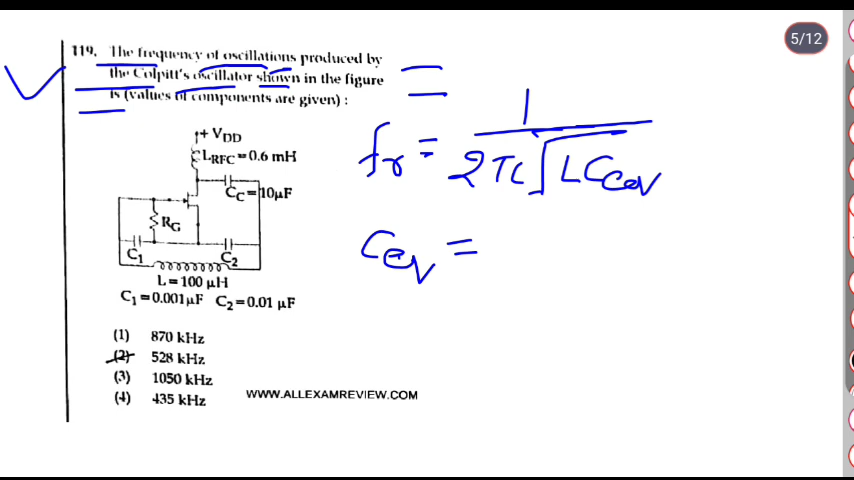 5/12
119. The frequency of oscillations produced by
the Colpitt's oscillator shown in the figure
is (values of components are given) :
+ VDD
LRFC = 0.6 mH
CC = 10μF
RG
C1
C2
L = 100 μH
C1 = 0.001μF C2 = 0.01 μF
(1) 870 kHz
(2) 528 kHz
(3) 1050 kHz
(4) 435 kHz
WWW.ALLEXAMREVIEW.COM
fr = 1
2π√LCeq
Ceq =